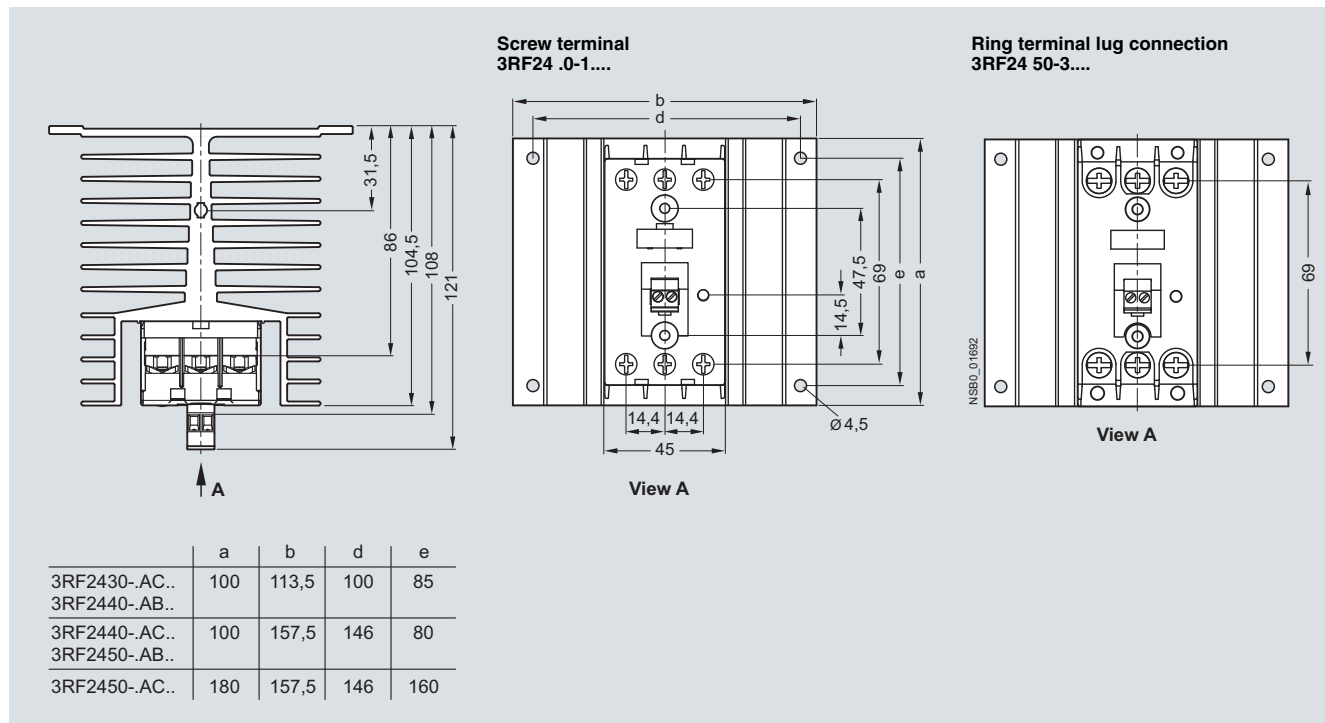 Screw terminal
3RF24 .0-1....
Ring terminal lug connection
3RF24 50-3....
31,5
86
104,5
108
121
A
b
d
14,5
47,5
69
e
a
14,4
14,4
45
Ø 4,5
View A
69
NSB0_01692
View A
a b d e
3RF2430-.AC.. 100 113,5 100 85
3RF2440-.AB..
3RF2440-.AC.. 100 157,5 146 80
3RF2450-.AB..
3RF2450-.AC.. 180 157,5 146 160